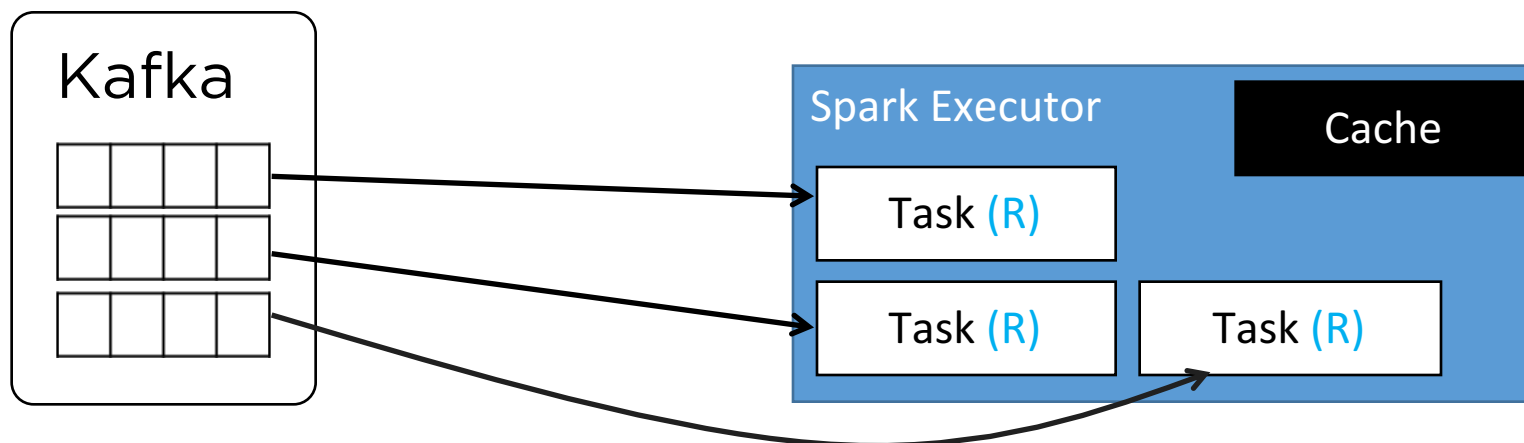 Kafka
Spark Executor
Cache
Task (R)
Task (R)
Task (R)